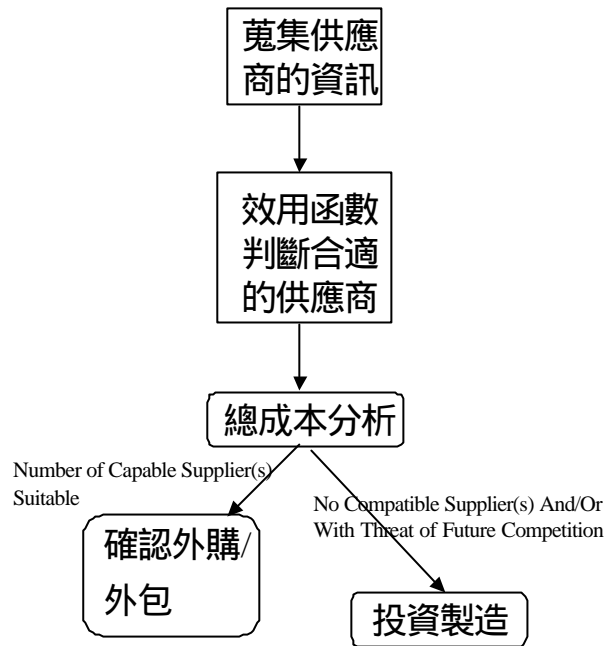 蒐集供應
商的資訊
效用函數
判斷合適
的供應商
總成本分析
Number of Capable Supplier(s)
Suitable
No Compatible Supplier(s) And/Or
With Threat of Future Competition
確認外購/
外包
投資製造